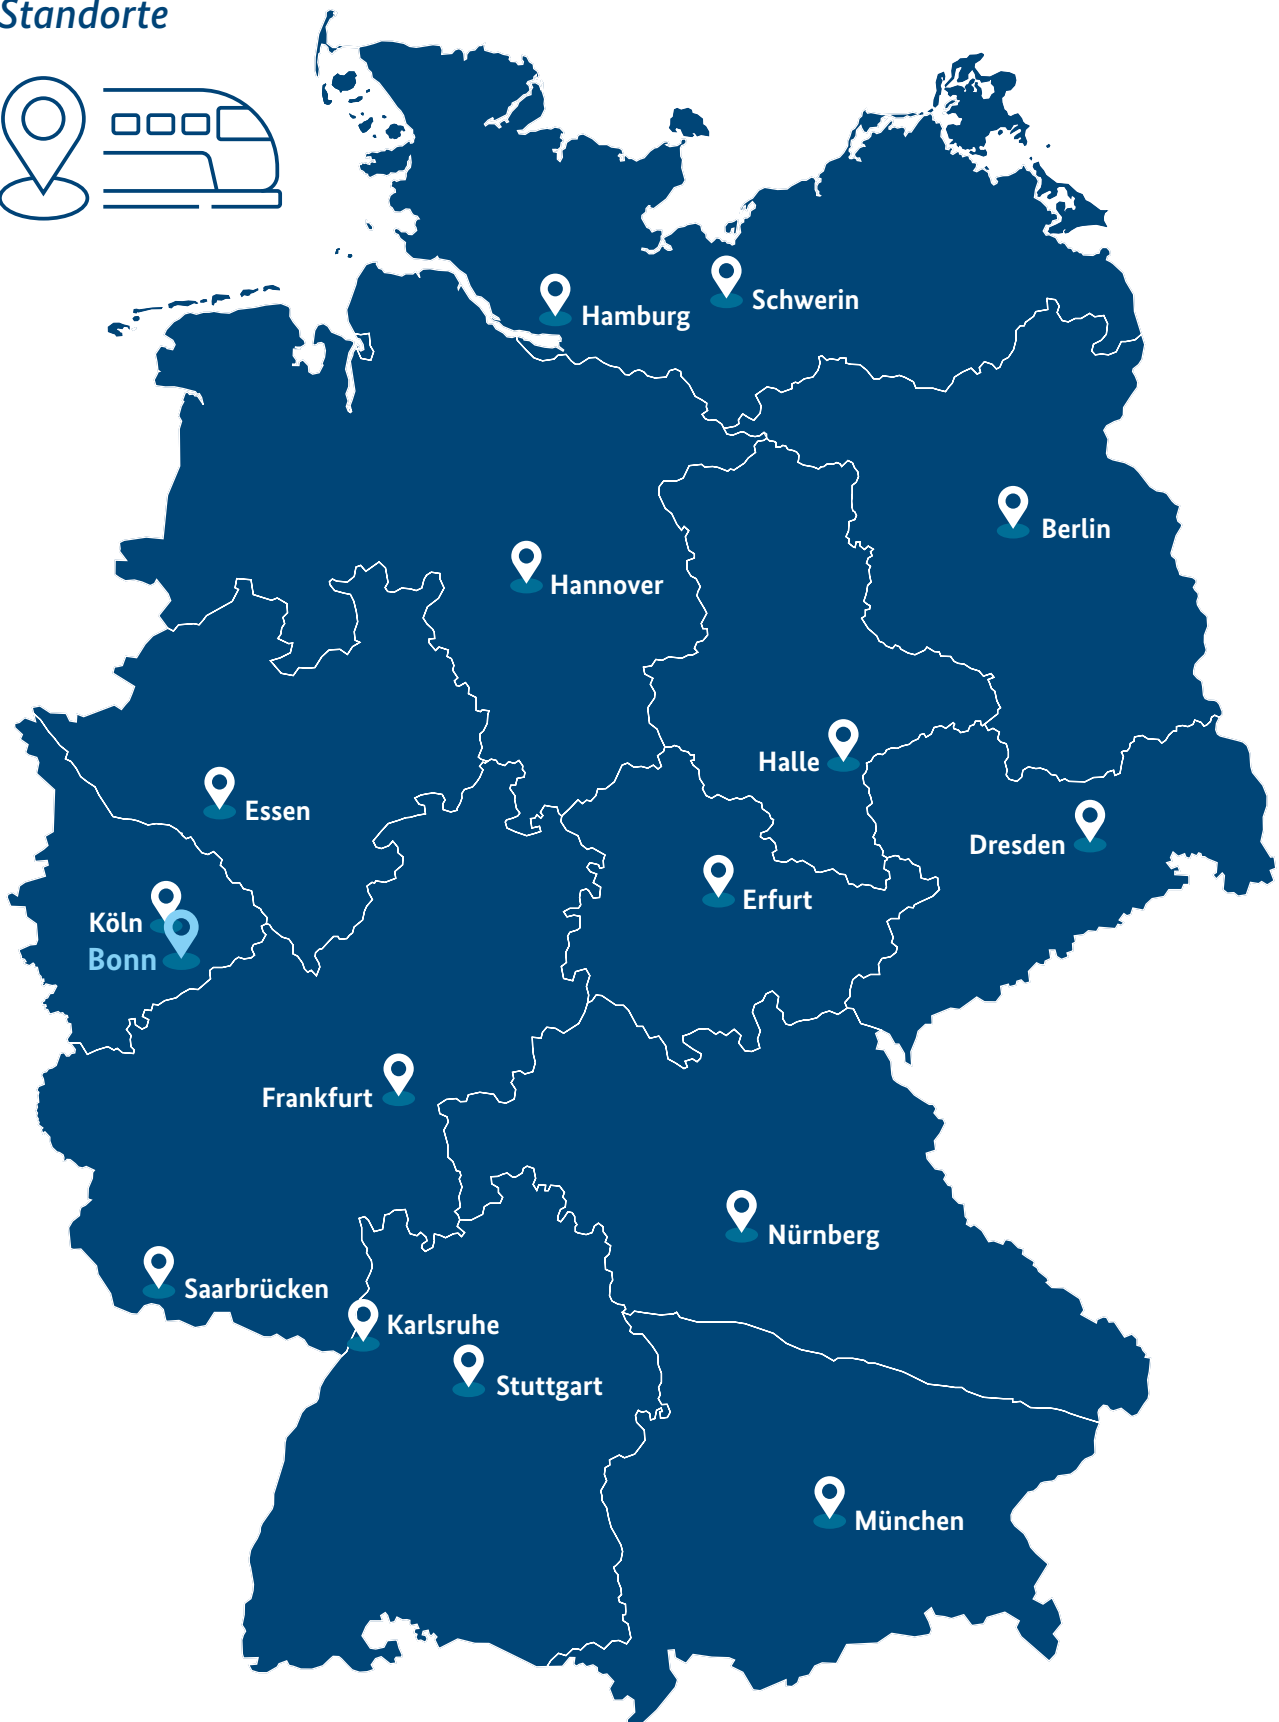 Standorte
Schwerin
Hamburg
Berlin
Hannover
Halle
Essen
Dresden
Erfurt
Köln
Bonn
Frankfurt
Nürnberg
Saarbrücken
Karlsruhe
Stuttgart
München